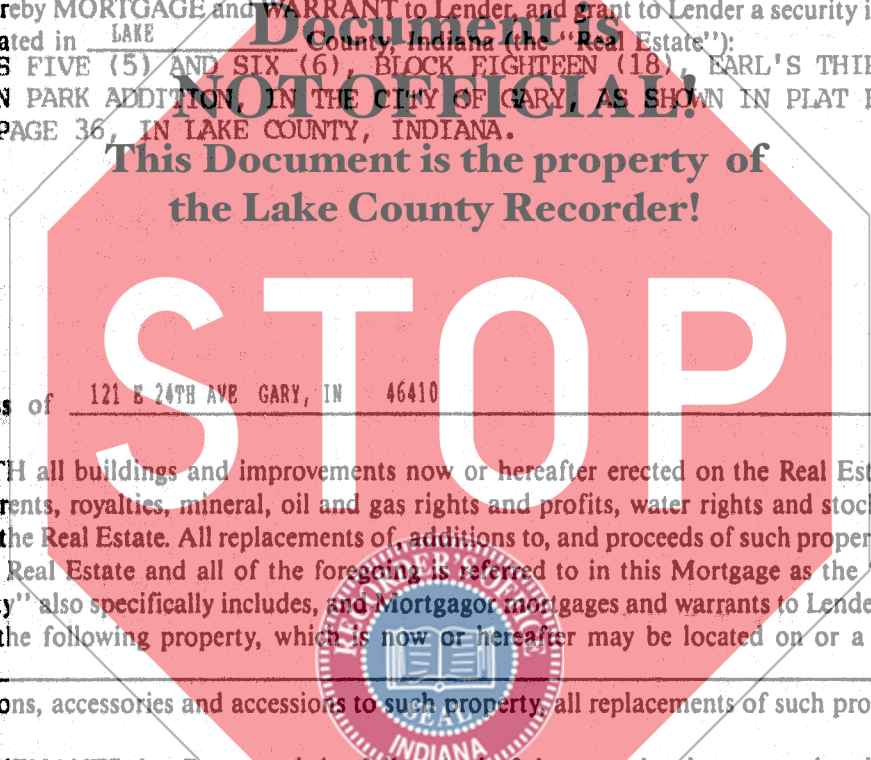 reby MORTGAGE and WARRANT to Lender, and grant to Lender a security i
ated in LAKE County, Indiana (the "Real Estate"):
S FIVE (5) AND SIX (6), BLOCK EIGHTEEN (18), EARL'S THI
N PARK ADDITION, IN THE CITY OF GARY, AS SHOWN IN PLAT
PAGE 36, IN LAKE COUNTY, INDIANA.
Document is
NOT OFFICIAL!
This Document is the property of
the Lake County Recorder!
STOP
s of 121 E 24TH AVE GARY, IN 46410
TH all buildings and improvements now or hereafter erected on the Real Est
rents, royalties, mineral, oil and gas rights and profits, water rights and stoc
the Real Estate. All replacements of, additions to, and proceeds of such proper
Real Estate and all of the foregoing is referred to in this Mortgage as the
y" also specifically includes, and Mortgagor mortgages and warrants to Lende
the following property, which is now or hereafter may be located on or a
ons, accessories and accessions to such property, all replacements of such pro
RECORDER'S OFFICE
SEAL
INDIANA